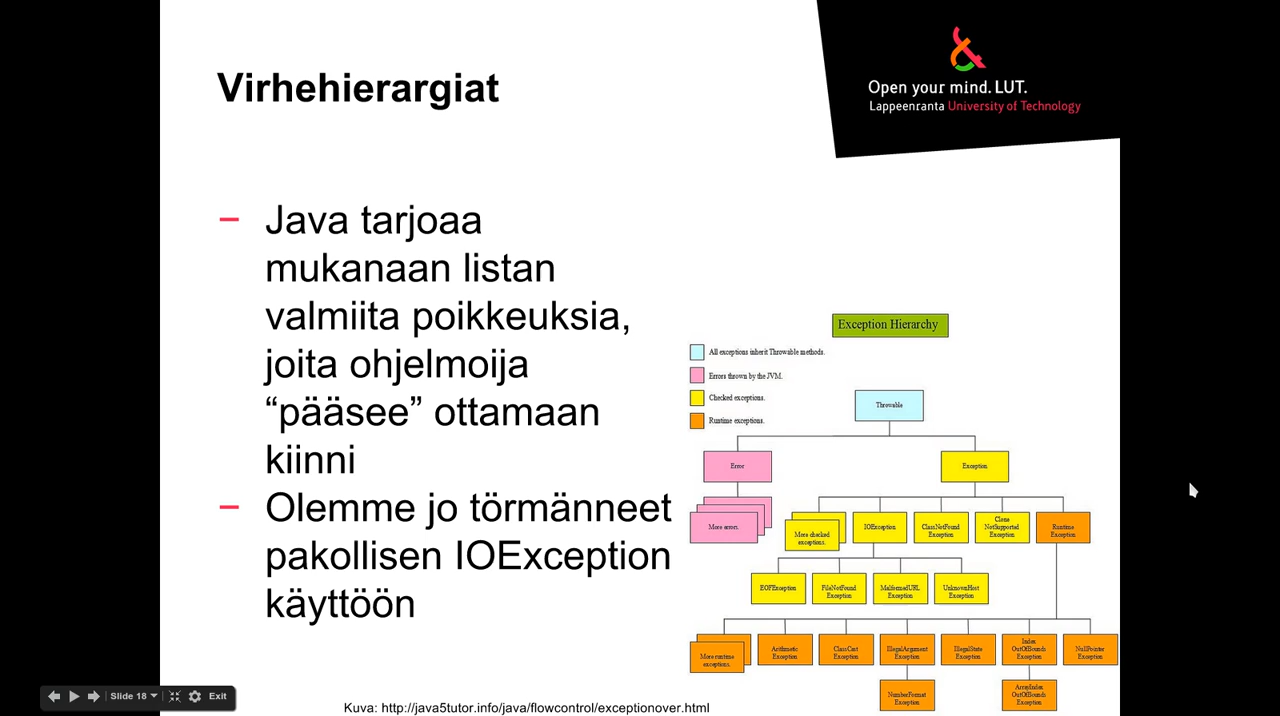 Virhehierargiat
Open your mind. LUT.
Lappeenranta University of Technology
– Java tarjoaa
mukanaan listan
valmiita poikkeuksia,
joita ohjelmoija
“pääsee” ottamaan
kiinni
– Olemme jo törmänneet
pakollisen IOException
käyttöön
Exception Hierarchy
All exceptions inherit Throwable methods.
Errors thrown by the JVM.
Checked exceptions.
Runtime exceptions.
Throwable
Error
Exception
More errors.
More checked
exceptions.
IOException
ClassNotFound
Exception
Clone
NotSupported
Exception
Runtime
Exception
EOFException
FileNotFound
Exception
MalformedURL
Exception
UnknownHost
Exception
More runtime
exceptions.
Arithmetic
Exception
ClassCast
Exception
IllegalArgument
Exception
IllegalState
Exception
Index
OutOfBounds
Exception
NullPointer
Exception
NumberFormat
Exception
ArrayIndex
OutOfBounds
Exception
Slide 18
Exit
Kuva: http://java5tutor.info/java/flowcontrol/exceptionover.html